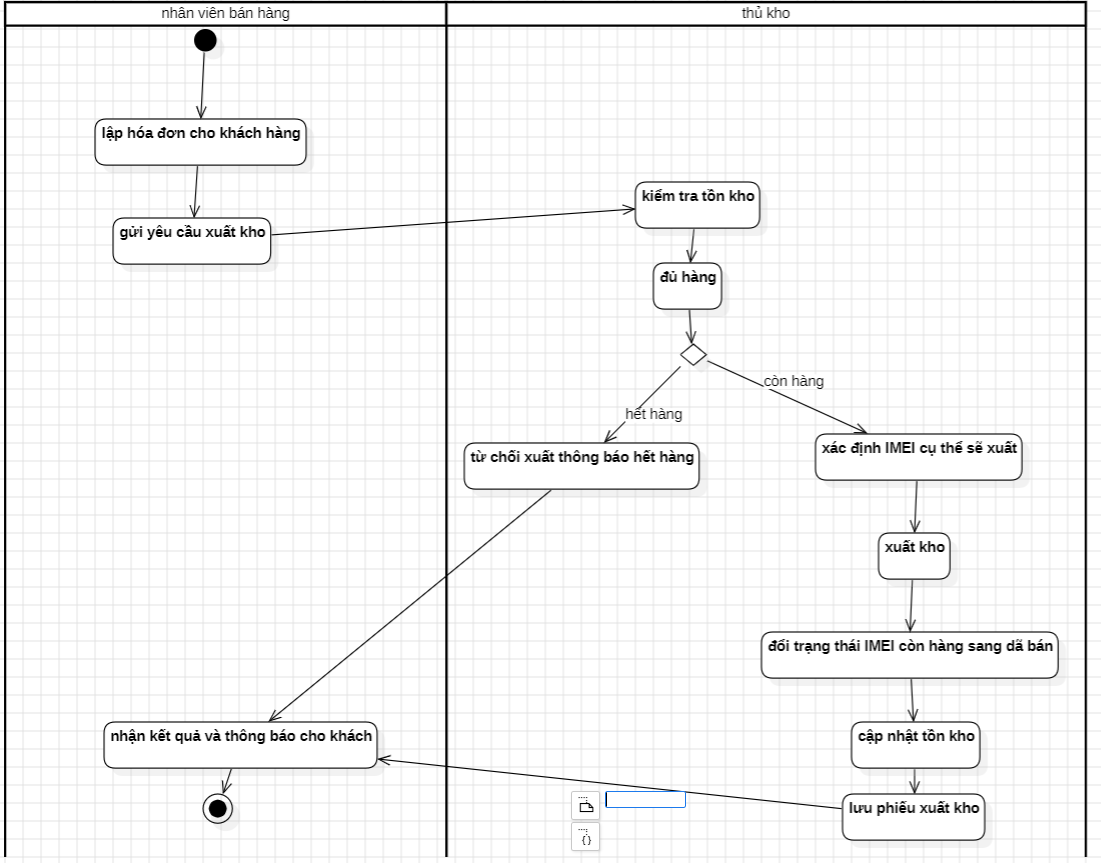 nhân viên bán hàng
thủ kho
lập hóa đơn cho khách hàng
kiểm tra tồn kho
gửi yêu cầu xuất kho
đủ hàng
còn hàng
hết hàng
xác định IMEI cụ thể sẽ xuất
từ chối xuất thông báo hết hàng
xuất kho
đổi trạng thái IMEI còn hàng sang dã bán
nhận kết quả và thông báo cho khách
cập nhật tồn kho
lưu phiếu xuất kho